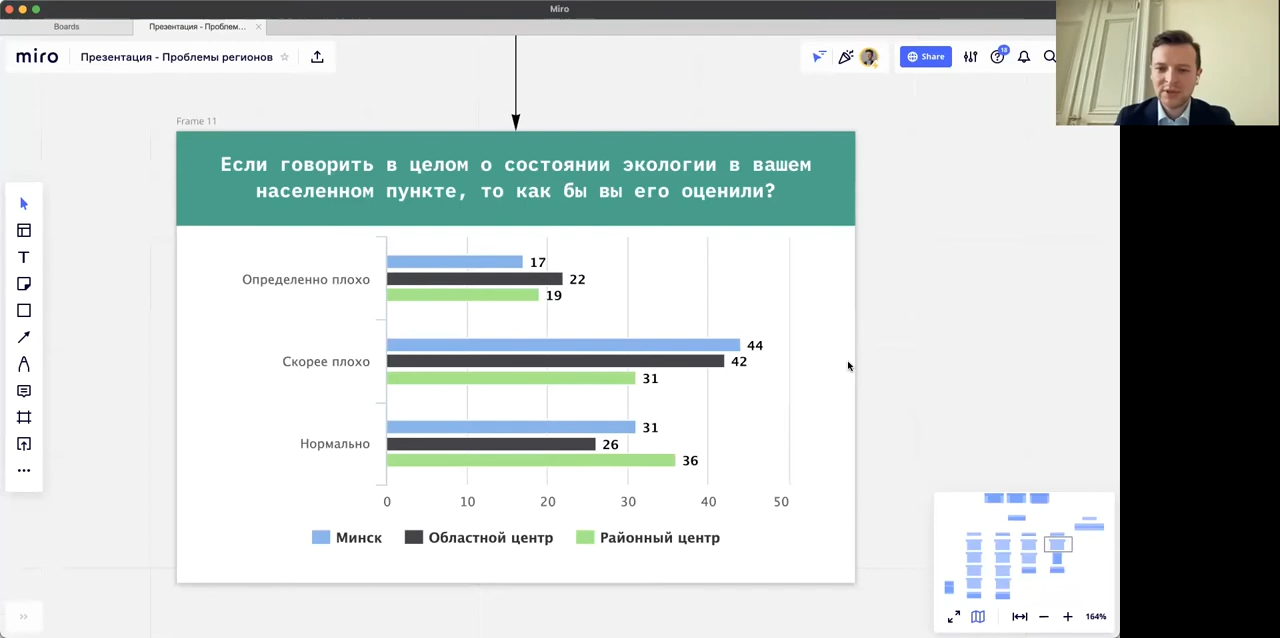 Miro
Boards
Презентация - Проблем...
miro
Презентация - Проблемы регионов
Share
18
Frame 11
Если говорить в целом о состоянии экологии в вашем
населенном пункте, то как бы вы его оценили?
Определенно плохо
17
22
19
Скорее плохо
44
42
31
Нормально
31
26
36
0 10 20 30 40 50
Минск Областной центр Районный центр
164%